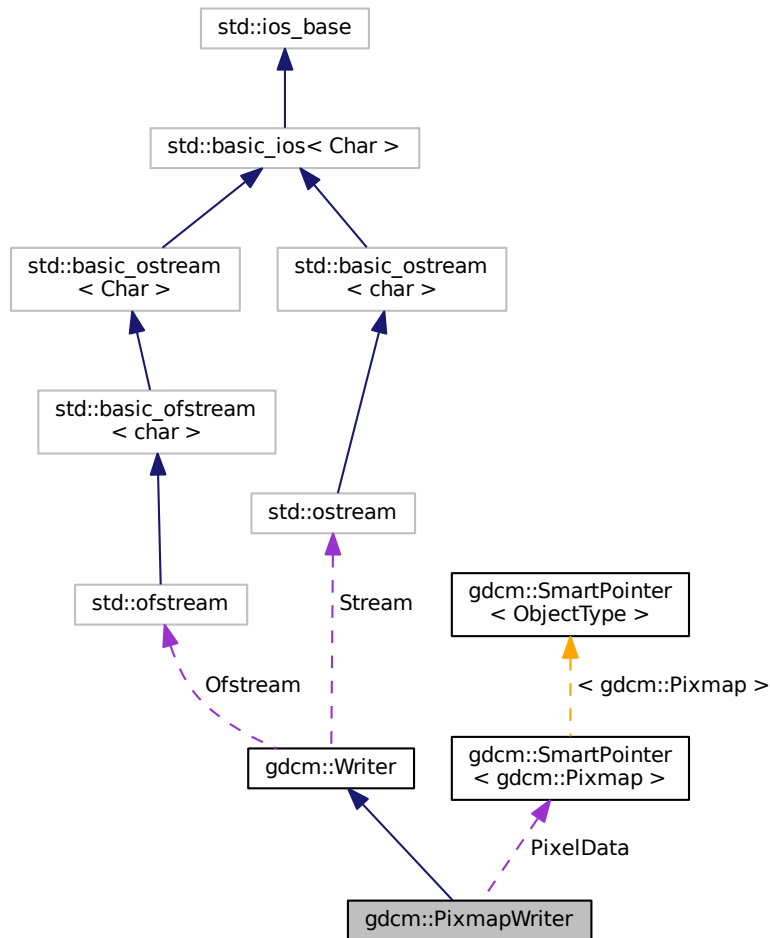 std::ios_base
std::basic_ios< Char >
std::basic_ostream
< Char >
std::basic_ostream
< char >
std::basic_ofstream
< char >
std::ostream
std::ofstream
Stream
gdcm::SmartPointer
< ObjectType >
Ofstream
< gdcm::Pixmap >
gdcm::Writer
gdcm::SmartPointer
< gdcm::Pixmap >
PixelData
gdcm::PixmapWriter